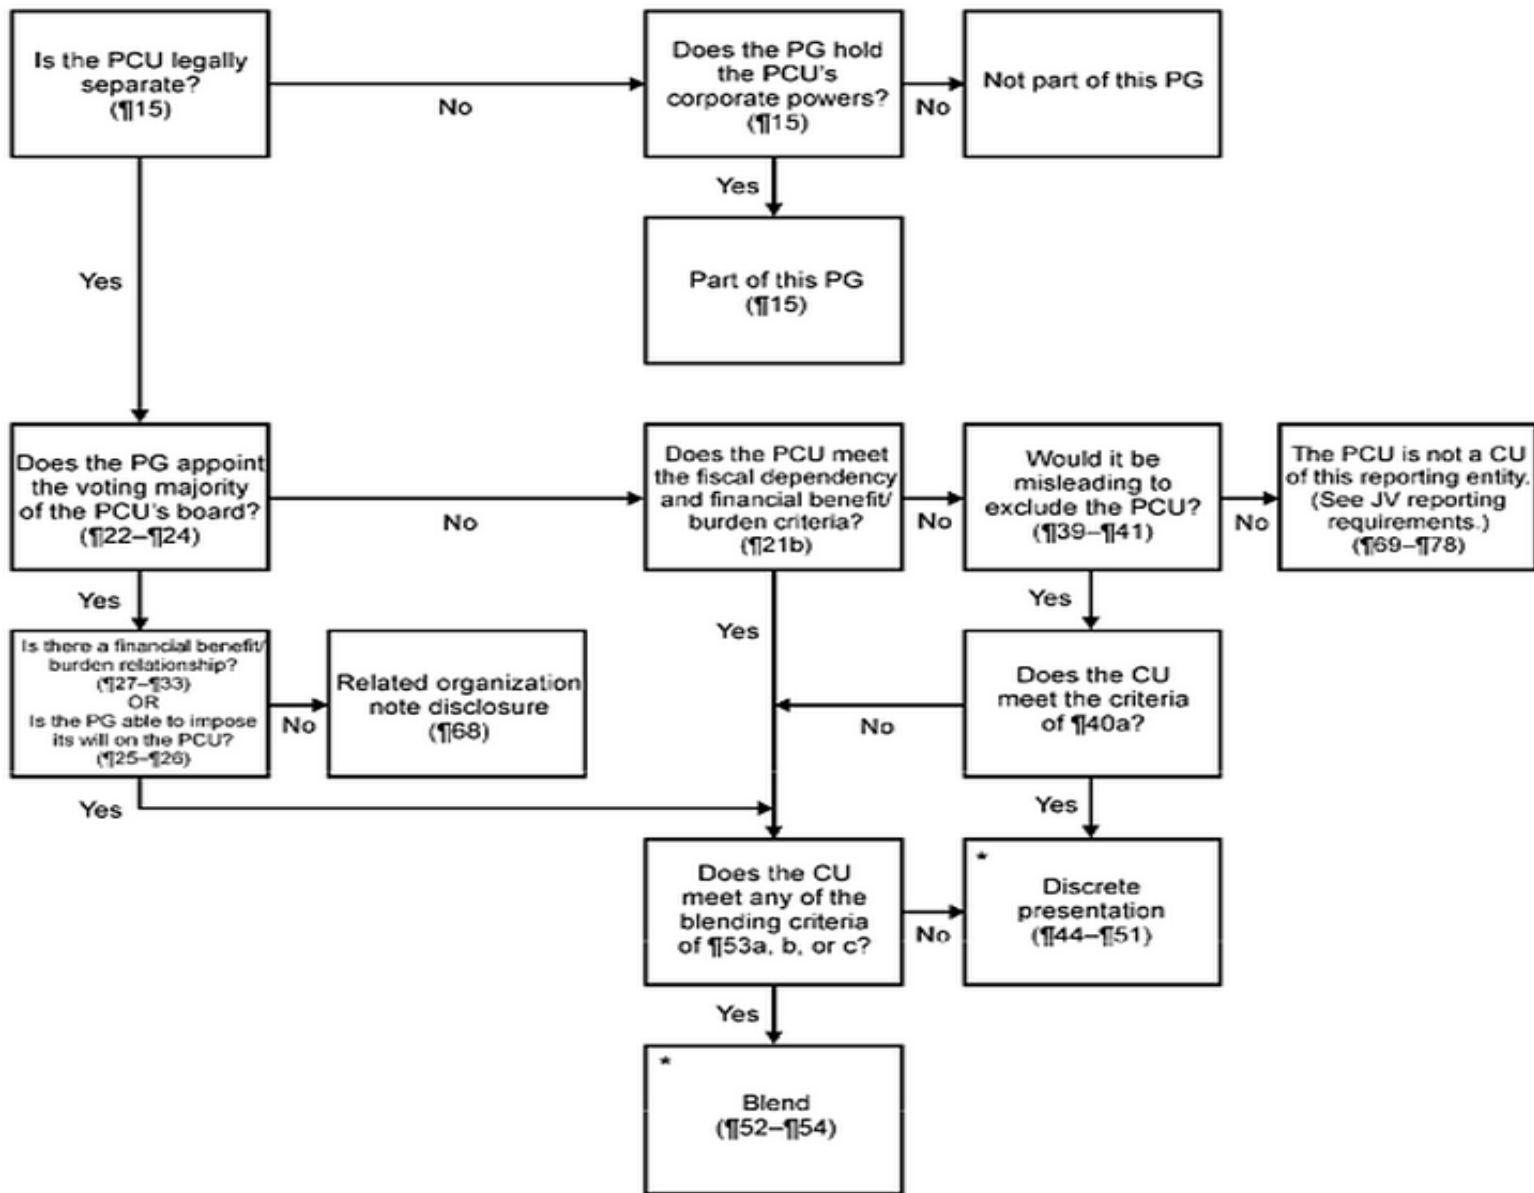 Is the PCU legally
separate?
(¶15)
No
Does the PG hold
the PCU's
corporate powers?
(¶15)
No
Not part of this PG
Yes
Part of this PG
(¶15)
Yes
Does the PG appoint
the voting majority
of the PCU's board?
(¶22–¶24)
No
Does the PCU meet
the fiscal dependency
and financial benefit/
burden criteria?
(¶21b)
No
Would it be
misleading to
exclude the PCU?
(¶39–¶41)
No
The PCU is not a CU
of this reporting entity.
(See JV reporting
requirements.)
(¶69–¶78)
Yes
Is there a financial benefit/
burden relationship?
(¶27–¶33)
OR
Is the PG able to impose
its will on the PCU?
(¶25–¶26)
No
Related organization
note disclosure
(¶68)
Yes
Yes
Does the CU
meet the criteria
of ¶40a?
No
Yes
Yes
Does the CU
meet any of the
blending criteria
of ¶53a, b, or c?
No
*
Discrete
presentation
(¶44–¶51)
Yes
*
Blend
(¶52–¶54)